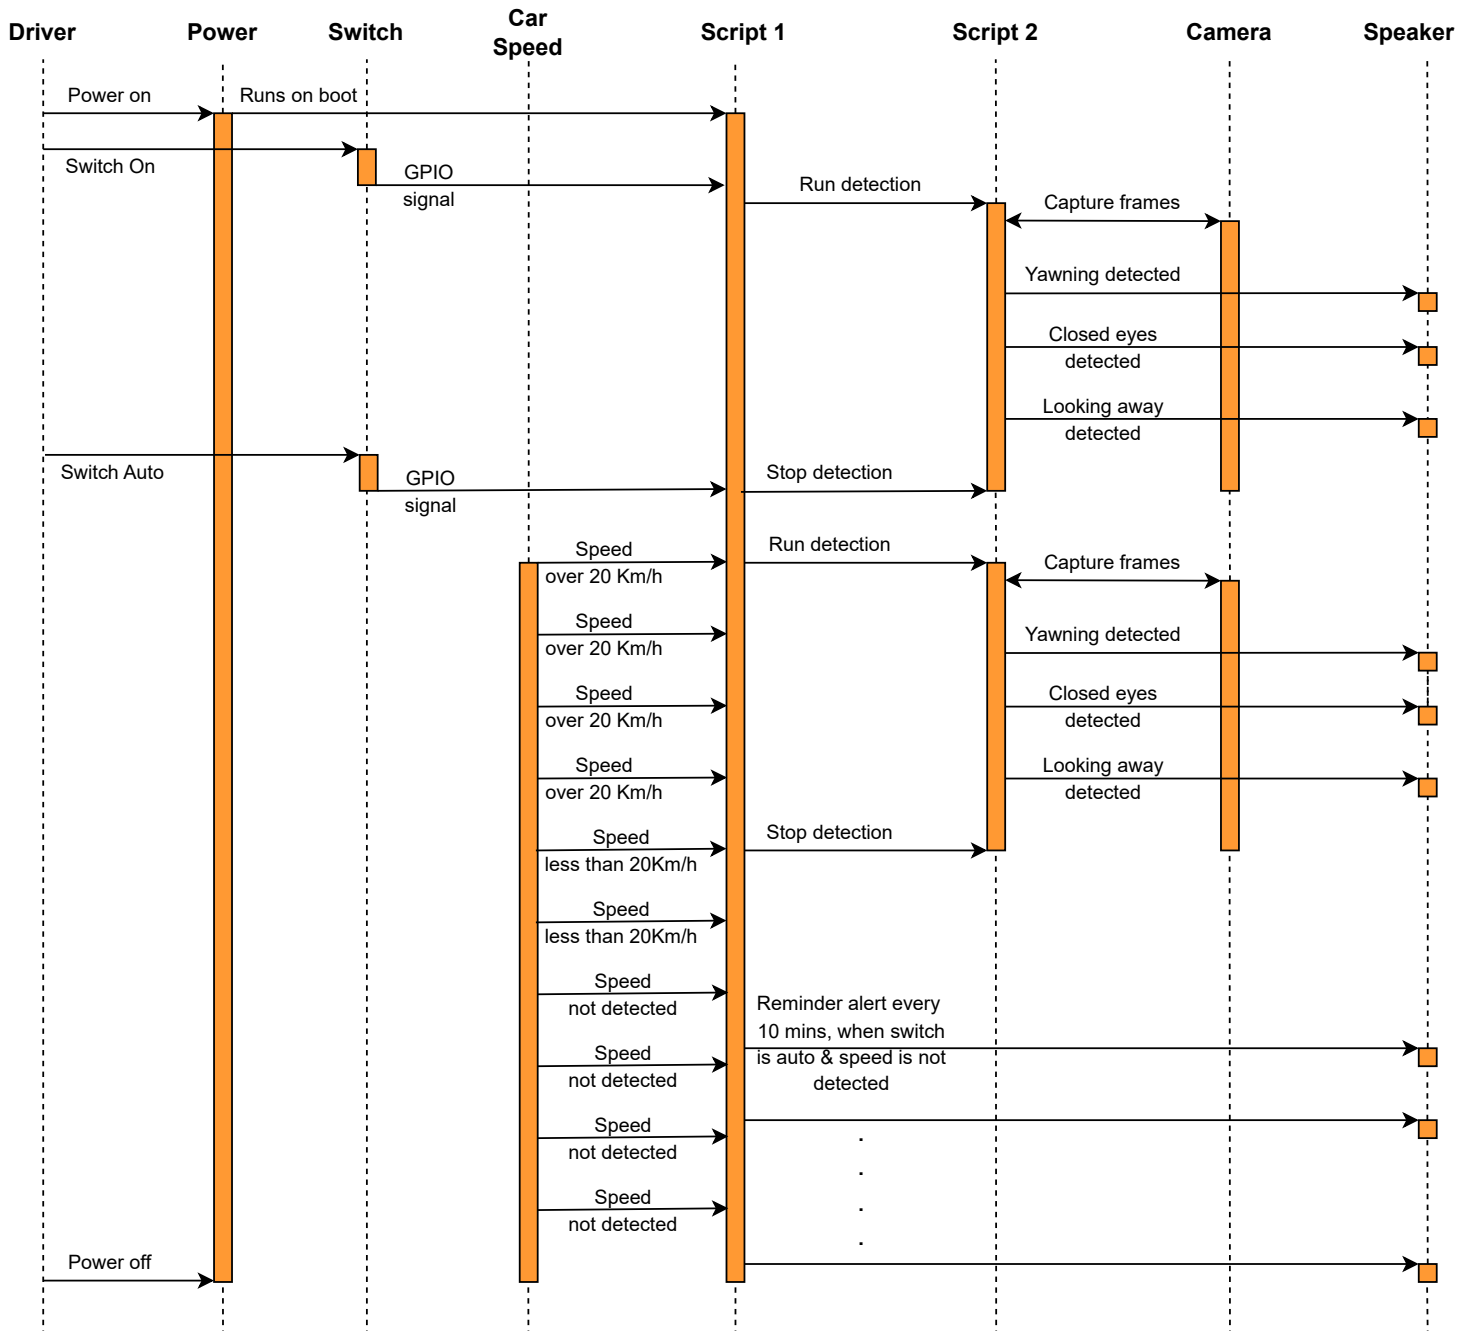 Driver
Power
Switch
Car
Speed
Script 1
Script 2
Camera
Speaker
Power on
Runs on boot
Switch On
GPIO
signal
Run detection
Capture frames
Yawning detected
Closed eyes
detected
Looking away
detected
Switch Auto
GPIO
signal
Stop detection
Speed
over 20 Km/h
Run detection
Capture frames
Speed
over 20 Km/h
Yawning detected
Speed
over 20 Km/h
Closed eyes
detected
Speed
over 20 Km/h
Looking away
detected
Speed
less than 20Km/h
Stop detection
Speed
less than 20Km/h
Speed
not detected
Reminder alert every
10 mins, when switch
is auto & speed is not
detected
Speed
not detected
Speed
not detected
.
.
Speed
not detected
.
.
Power off